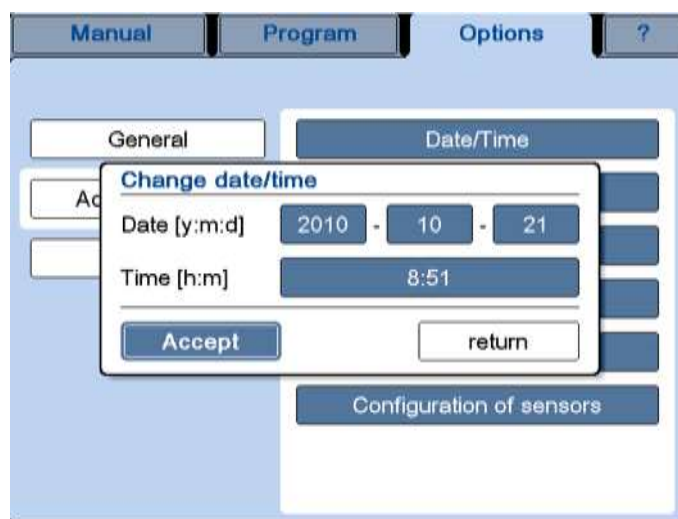 Manual Program Options ?
General Date/Time
Change date/time
Date [y:m:d] 2010 - 10 - 21
Time [h:m] 8:51
Accept return
Configuration of sensors